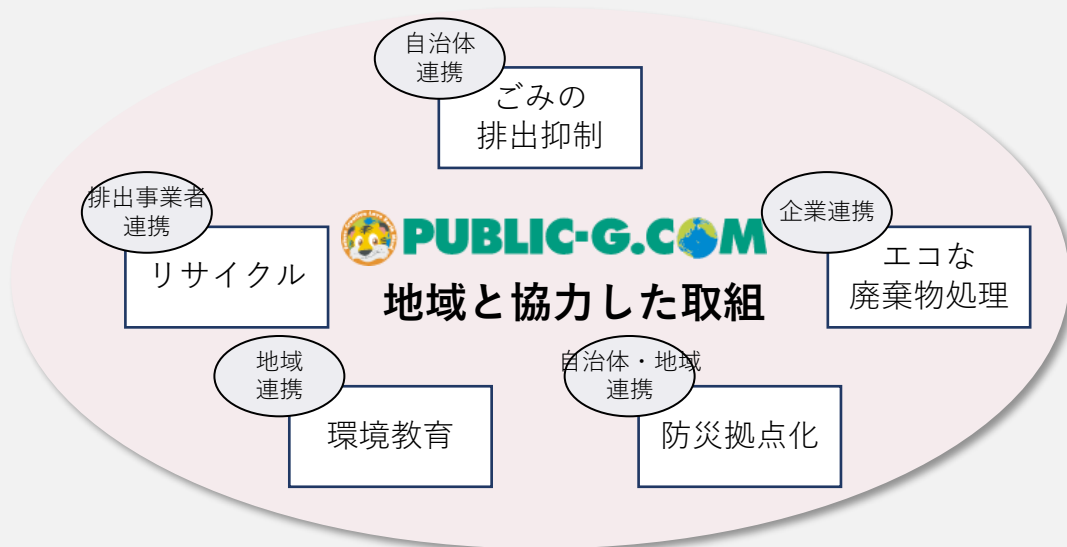 自治体
連携
ごみの
排出抑制
排出事業者
連携
リサイクル
PUBLIC-G.COM
地域と協力した取組
企業連携
エコな
廃棄物処理
地域
連携
環境教育
自治体・地域
連携
防災拠点化